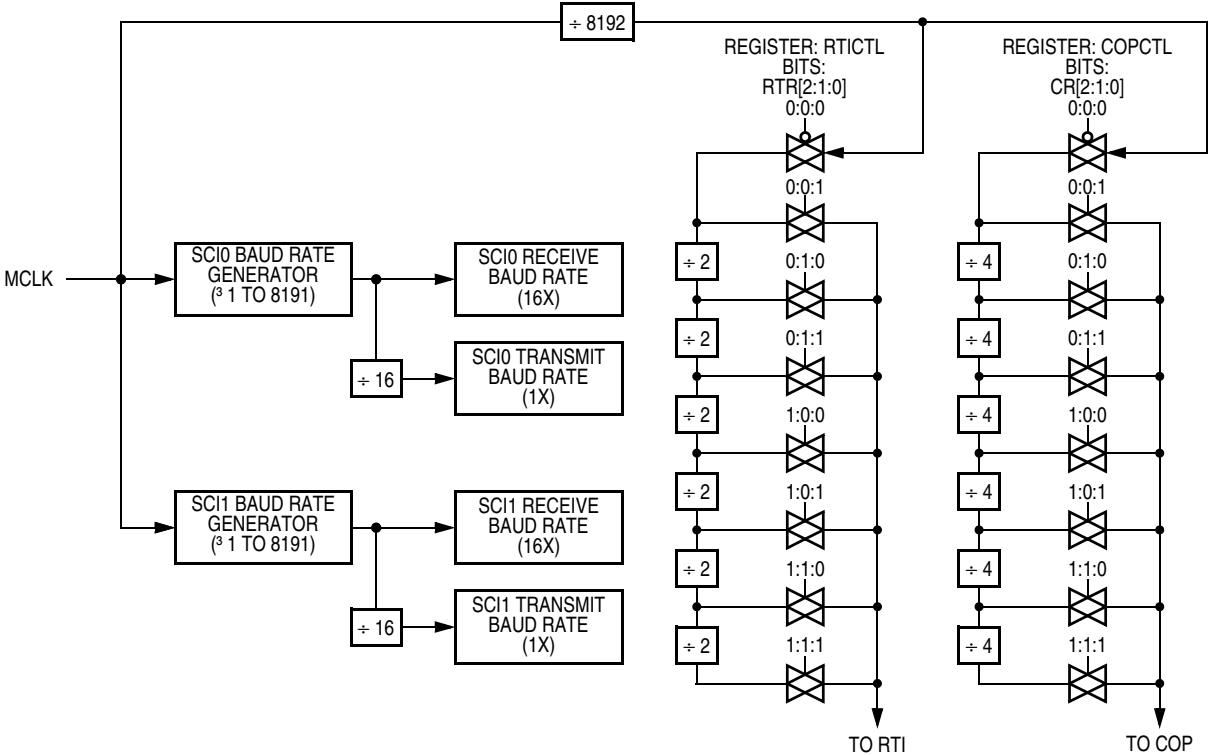 ÷ 8192
REGISTER: RTICTL
BITS:
RTR[2:1:0]
0:0:0
REGISTER: COPCTL
BITS:
CR[2:1:0]
0:0:0
MCLK
SCI0 BAUD RATE
GENERATOR
(³ 1 TO 8191)
SCI0 RECEIVE
BAUD RATE
(16X)
÷ 16
SCI0 TRANSMIT
BAUD RATE
(1X)
SCI1 BAUD RATE
GENERATOR
(³ 1 TO 8191)
SCI1 RECEIVE
BAUD RATE
(16X)
÷ 16
SCI1 TRANSMIT
BAUD RATE
(1X)
0:0:1
÷ 2
0:1:0
÷ 2
0:1:1
÷ 2
1:0:0
÷ 2
1:0:1
÷ 2
1:1:0
÷ 2
1:1:1
TO RTI
0:0:1
÷ 4
0:1:0
÷ 4
0:1:1
÷ 4
1:0:0
÷ 4
1:0:1
÷ 4
1:1:0
÷ 4
1:1:1
TO COP